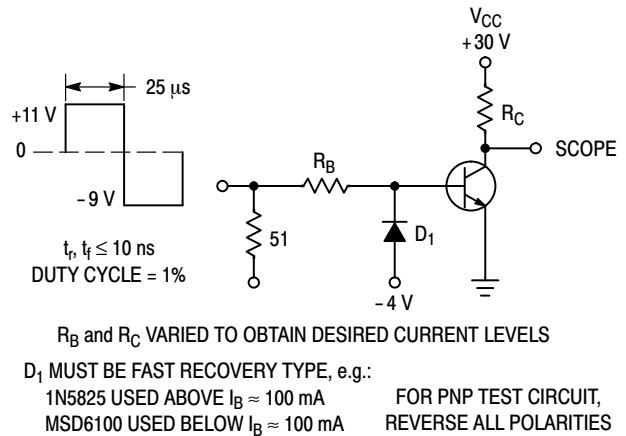 V_CC
+30 V
25 μs
+11 V
R_C
0
SCOPE
R_B
−9 V
51
D_1
t_r, t_f ≤ 10 ns
DUTY CYCLE = 1%
−4 V
R_B and R_C VARIED TO OBTAIN DESIRED CURRENT LEVELS
D_1 MUST BE FAST RECOVERY TYPE, e.g.:
1N5825 USED ABOVE I_B ≈ 100 mA
MSD6100 USED BELOW I_B ≈ 100 mA
FOR PNP TEST CIRCUIT,
REVERSE ALL POLARITIES